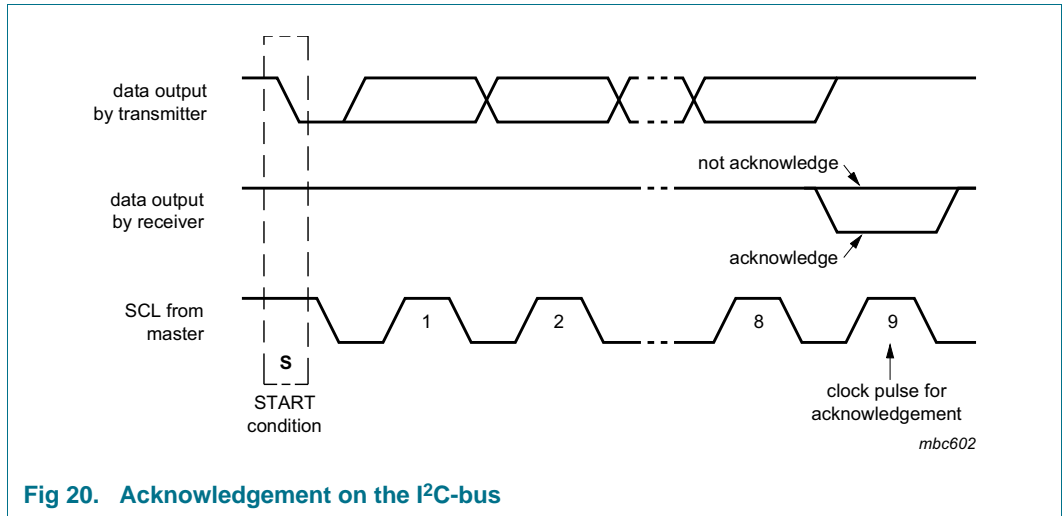 data output
by transmitter
not acknowledge
data output
by receiver
acknowledge
SCL from
master
1
2
8
9
S
START
condition
clock pulse for
acknowledgement
mbc602
Fig 20. Acknowledgement on the I²C-bus